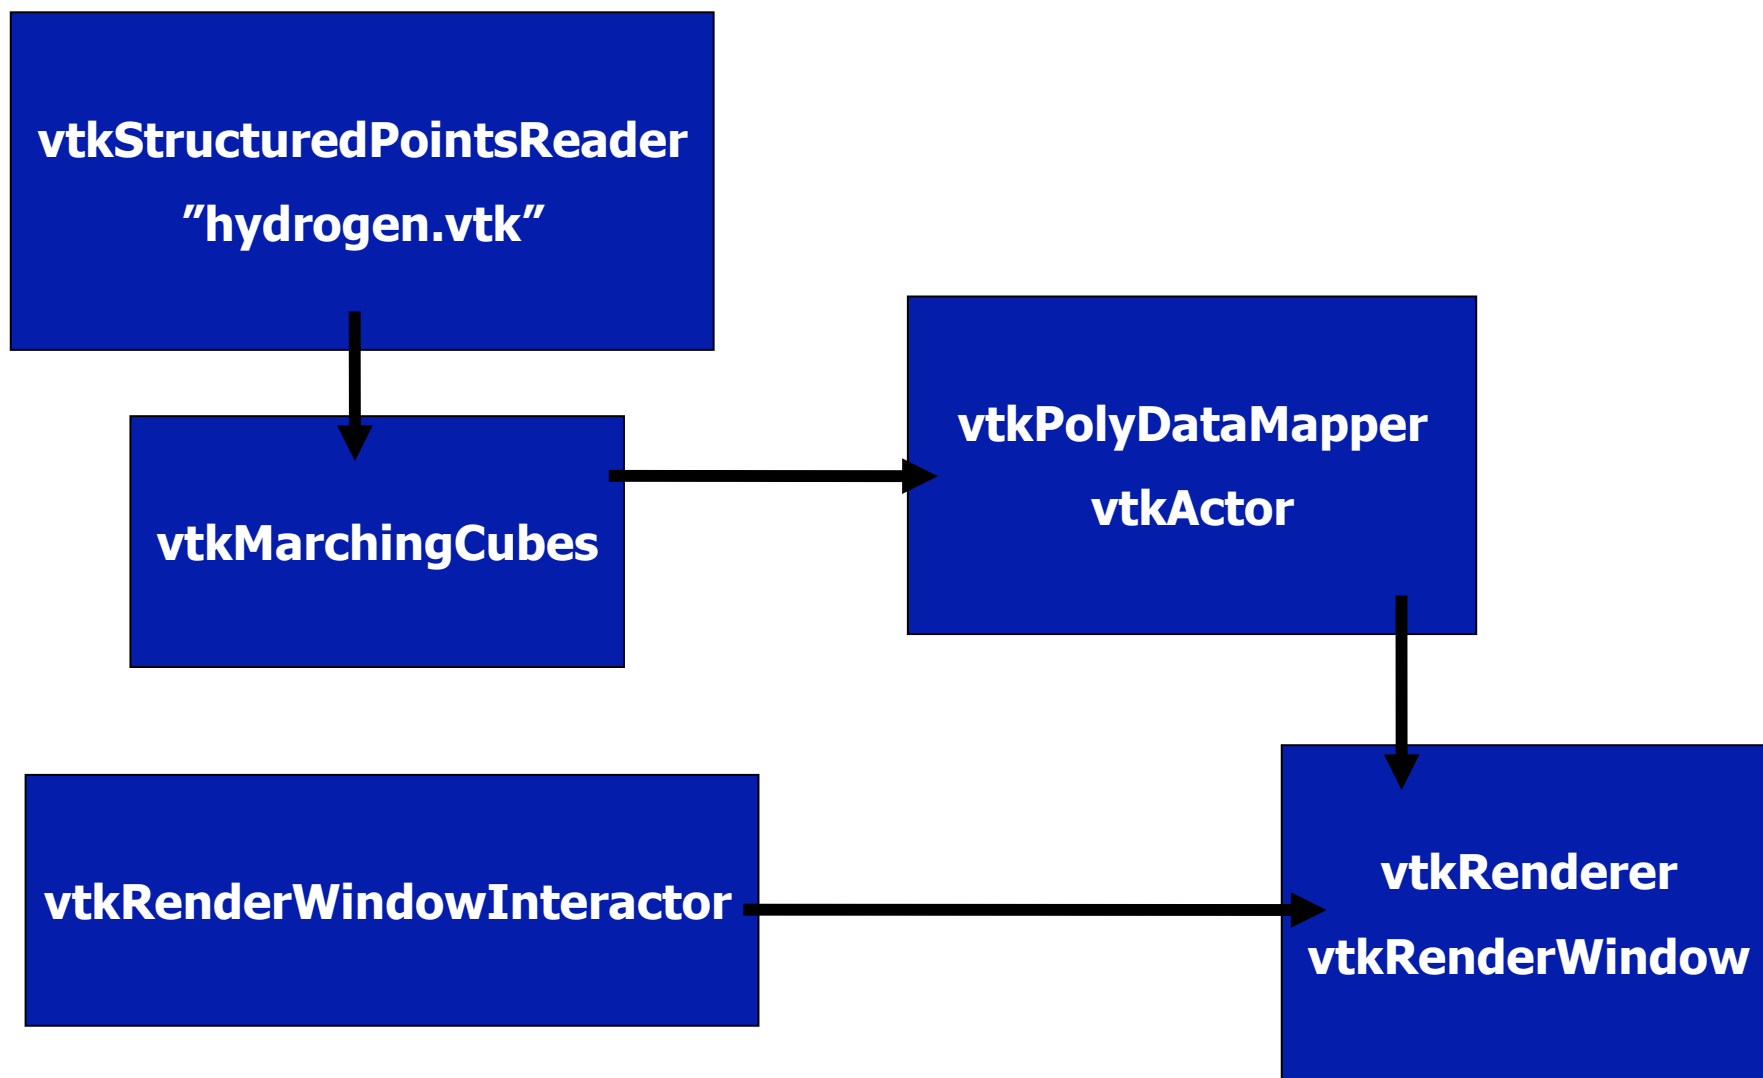 vtkStructuredPointsReader
”hydrogen.vtk”
vtkMarchingCubes
vtkPolyDataMapper
vtkActor
vtkRenderWindowInteractor
vtkRenderer
vtkRenderWindow